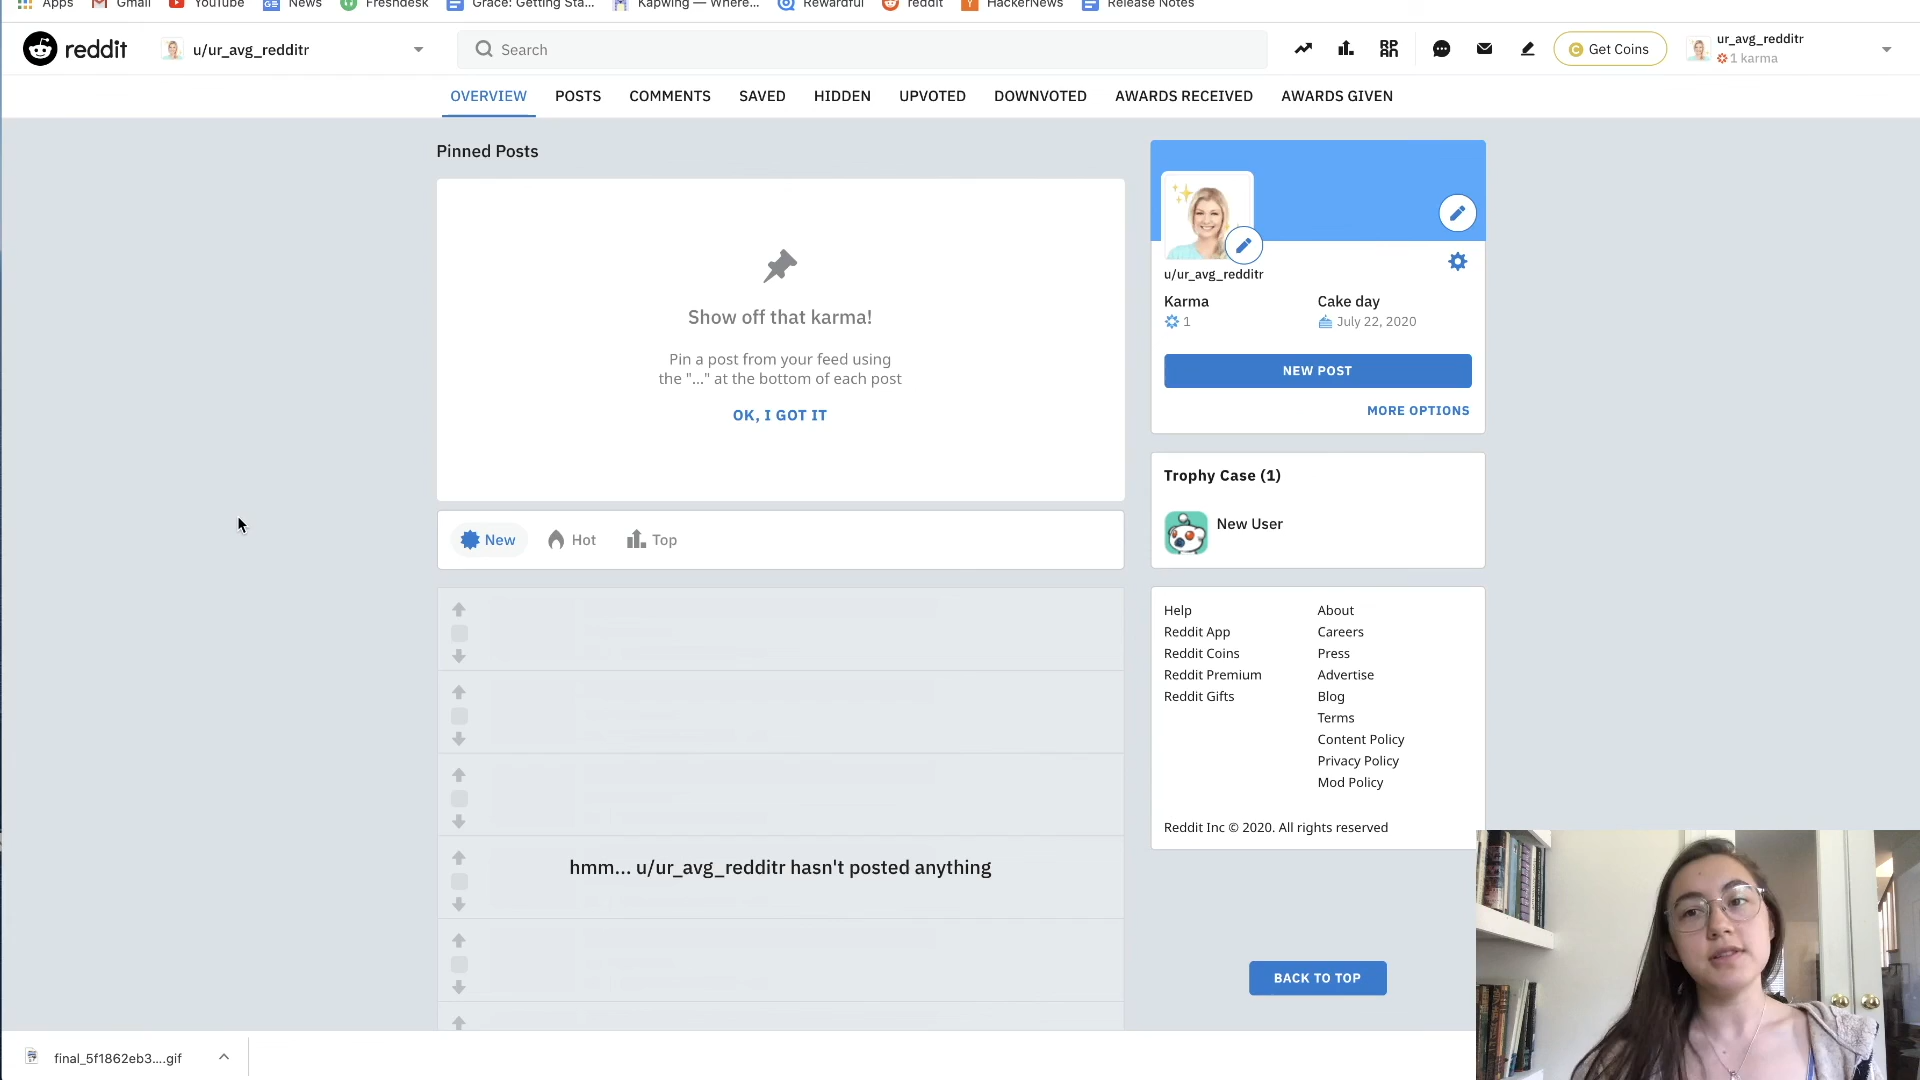 Apps Gmail YouTube News Freshdesk Grace: Getting Sta... Kapwing — Where... Rewardful reddit HackerNews Release Notes
reddit u/ur_avg_redditr Search Get Coins ur_avg_redditr
1 karma
OVERVIEW POSTS COMMENTS SAVED HIDDEN UPVOTED DOWNVOTED AWARDS RECEIVED AWARDS GIVEN
Pinned Posts
Show off that karma!
Pin a post from your feed using
the "..." at the bottom of each post
OK, I GOT IT
New Hot Top
hmm... u/ur_avg_redditr hasn't posted anything
u/ur_avg_redditr
Karma Cake day
1 July 22, 2020
NEW POST
MORE OPTIONS
Trophy Case (1)
New User
Help About
Reddit App Careers
Reddit Coins Press
Reddit Premium Advertise
Reddit Gifts Blog
Terms
Content Policy
Privacy Policy
Mod Policy
Reddit Inc © 2020. All rights reserved
BACK TO TOP
final_5f1862eb3....gif